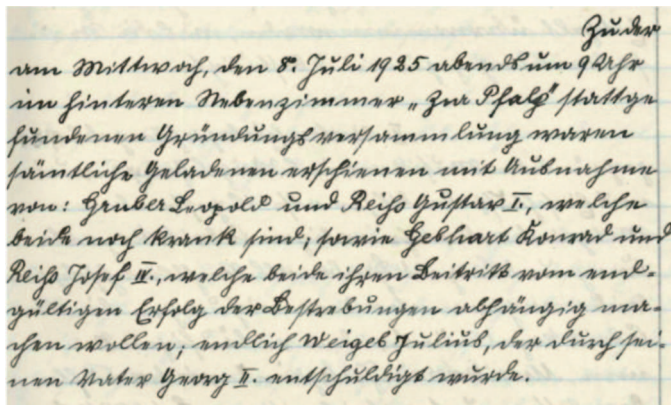 Zu der
am Mittwoch, den 8. Juli 1925 abends um 9 Uhr
im hinteren Nebenzimmer „Zur Pfalz" stattge
fundenen Gründungsversammlung waren
sämtliche Geladenen erschienen mit Ausnahme
von: Gruber Leopold und Reiß Gustav I., welche
beide noch krank sind; sowie Gebhart Konrad und
Reiß Josef IV., welche beide ihren Beitritt vom end-
gültigen Erfolg der Bestrebungen abhängig ma-
chen wollen; endlich Weigel Julius, der durch sei-
nen Vater Georg II. entschuldigt wurde.